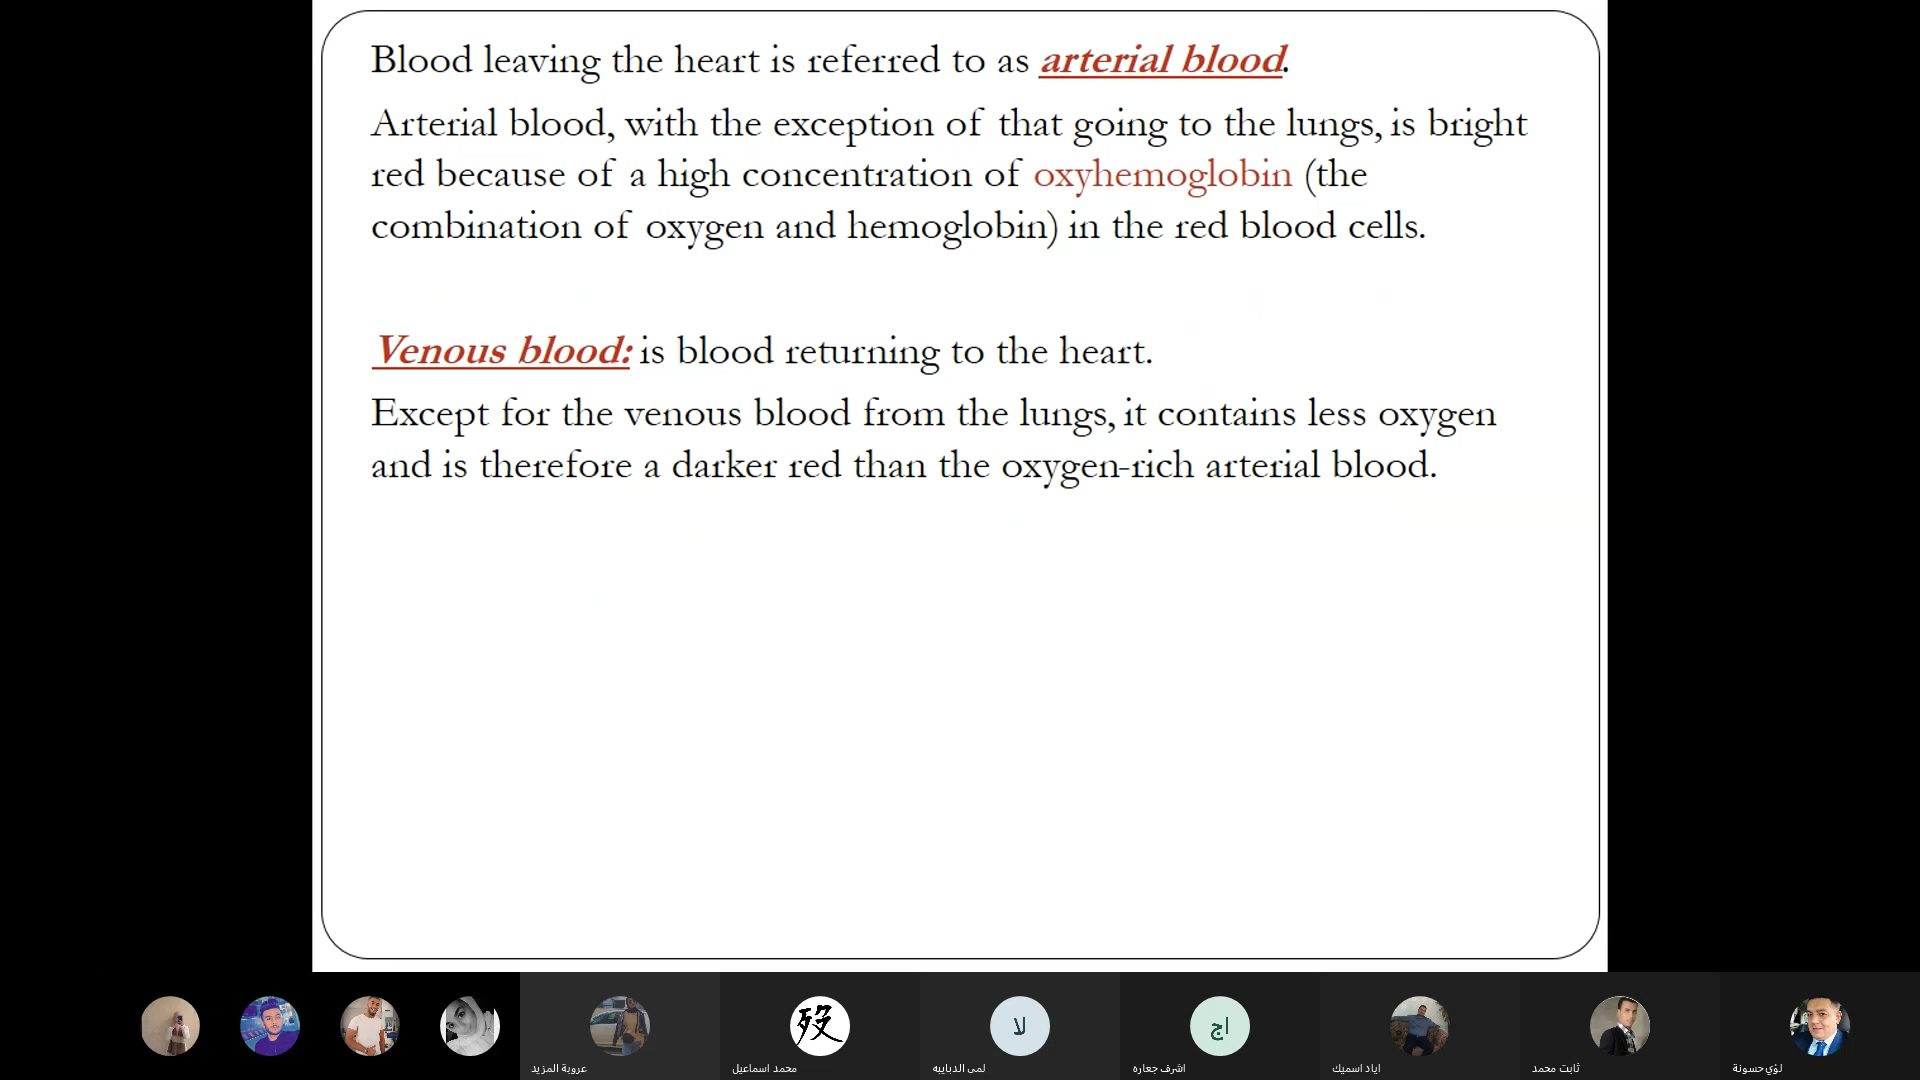 Blood leaving the heart is referred to as arterial blood.
Arterial blood, with the exception of that going to the lungs, is bright
red because of a high concentration of oxyhemoglobin (the
combination of oxygen and hemoglobin) in the red blood cells.
Venous blood: is blood returning to the heart.
Except for the venous blood from the lungs, it contains less oxygen
and is therefore a darker red than the oxygen-rich arterial blood.
لا
اج
عروبة المزيد
محمد اسماعيل
لمى الدبايبه
اشرف جعاره
اياد اسميك
ثابت محمد
لؤي حسونة